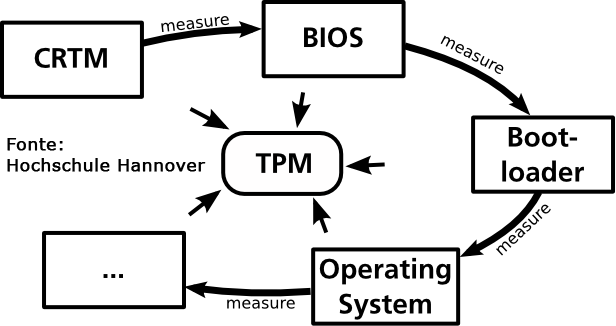 CRTM
measure
BIOS
measure
Boot-
loader
measure
Operating
System
measure
...
TPM
Fonte:
Hochschule Hannover